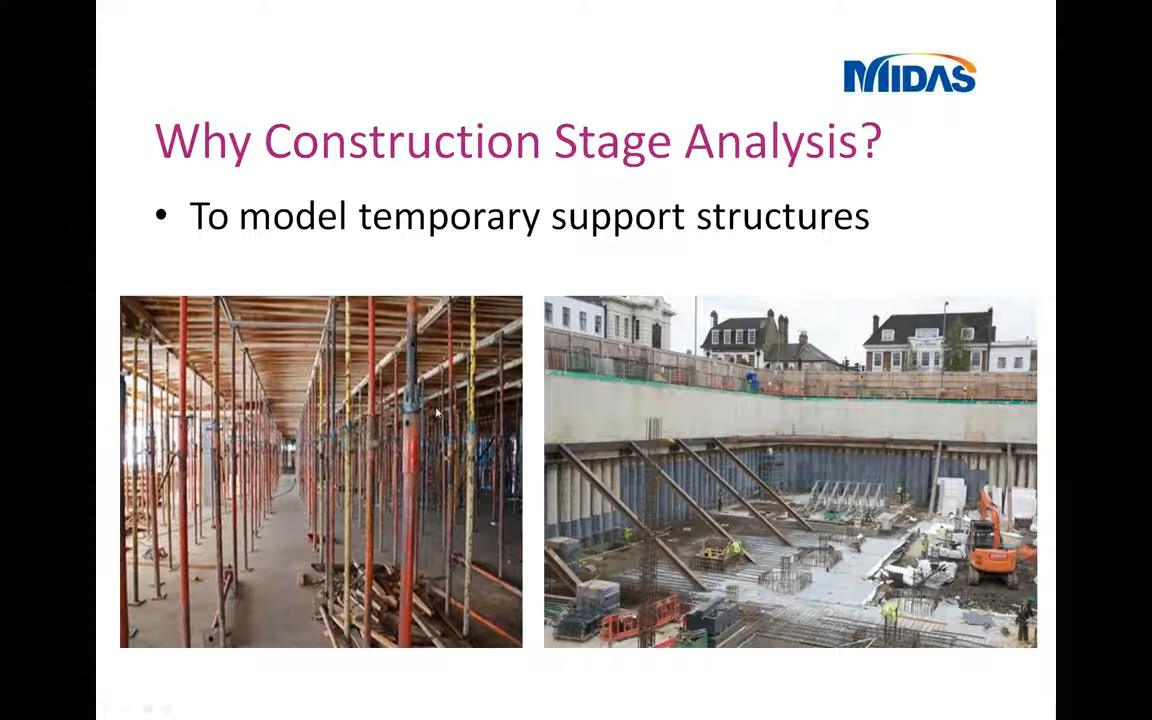 MIDAS
Why Construction Stage Analysis?
• To model temporary support structures